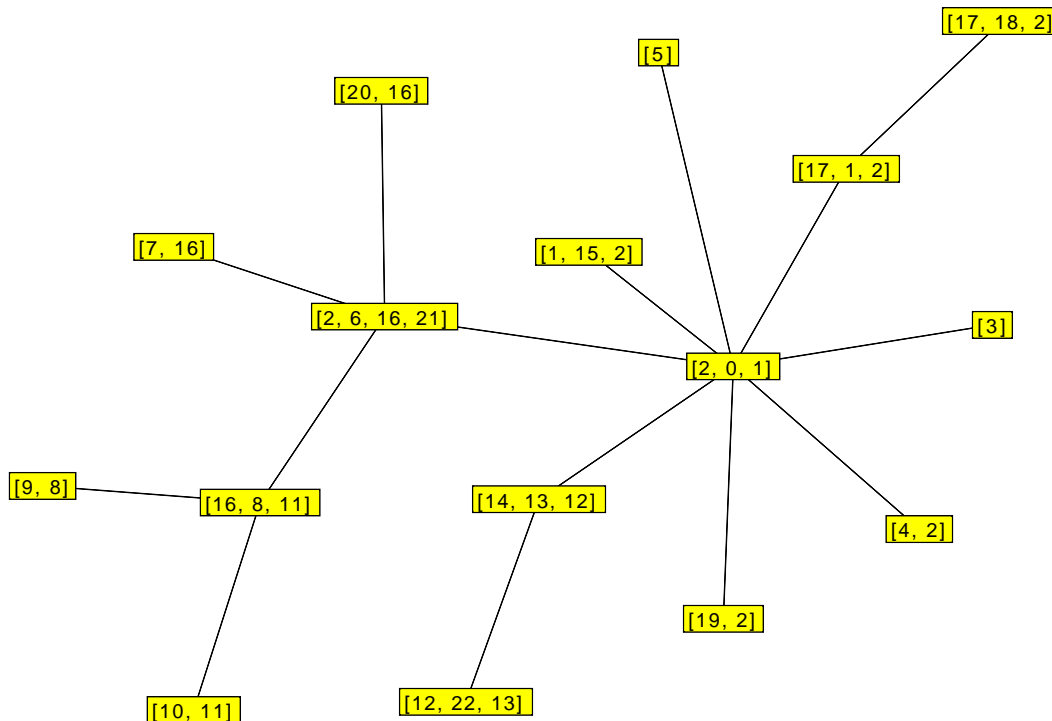 [17, 18, 2]
[5]
[20, 16]
[17, 1, 2]
[7, 16]
[1, 15, 2]
[2, 6, 16, 21]
[3]
[2, 0, 1]
[9, 8]
[16, 8, 11]
[14, 13, 12]
[4, 2]
[19, 2]
[12, 22, 13]
[10, 11]